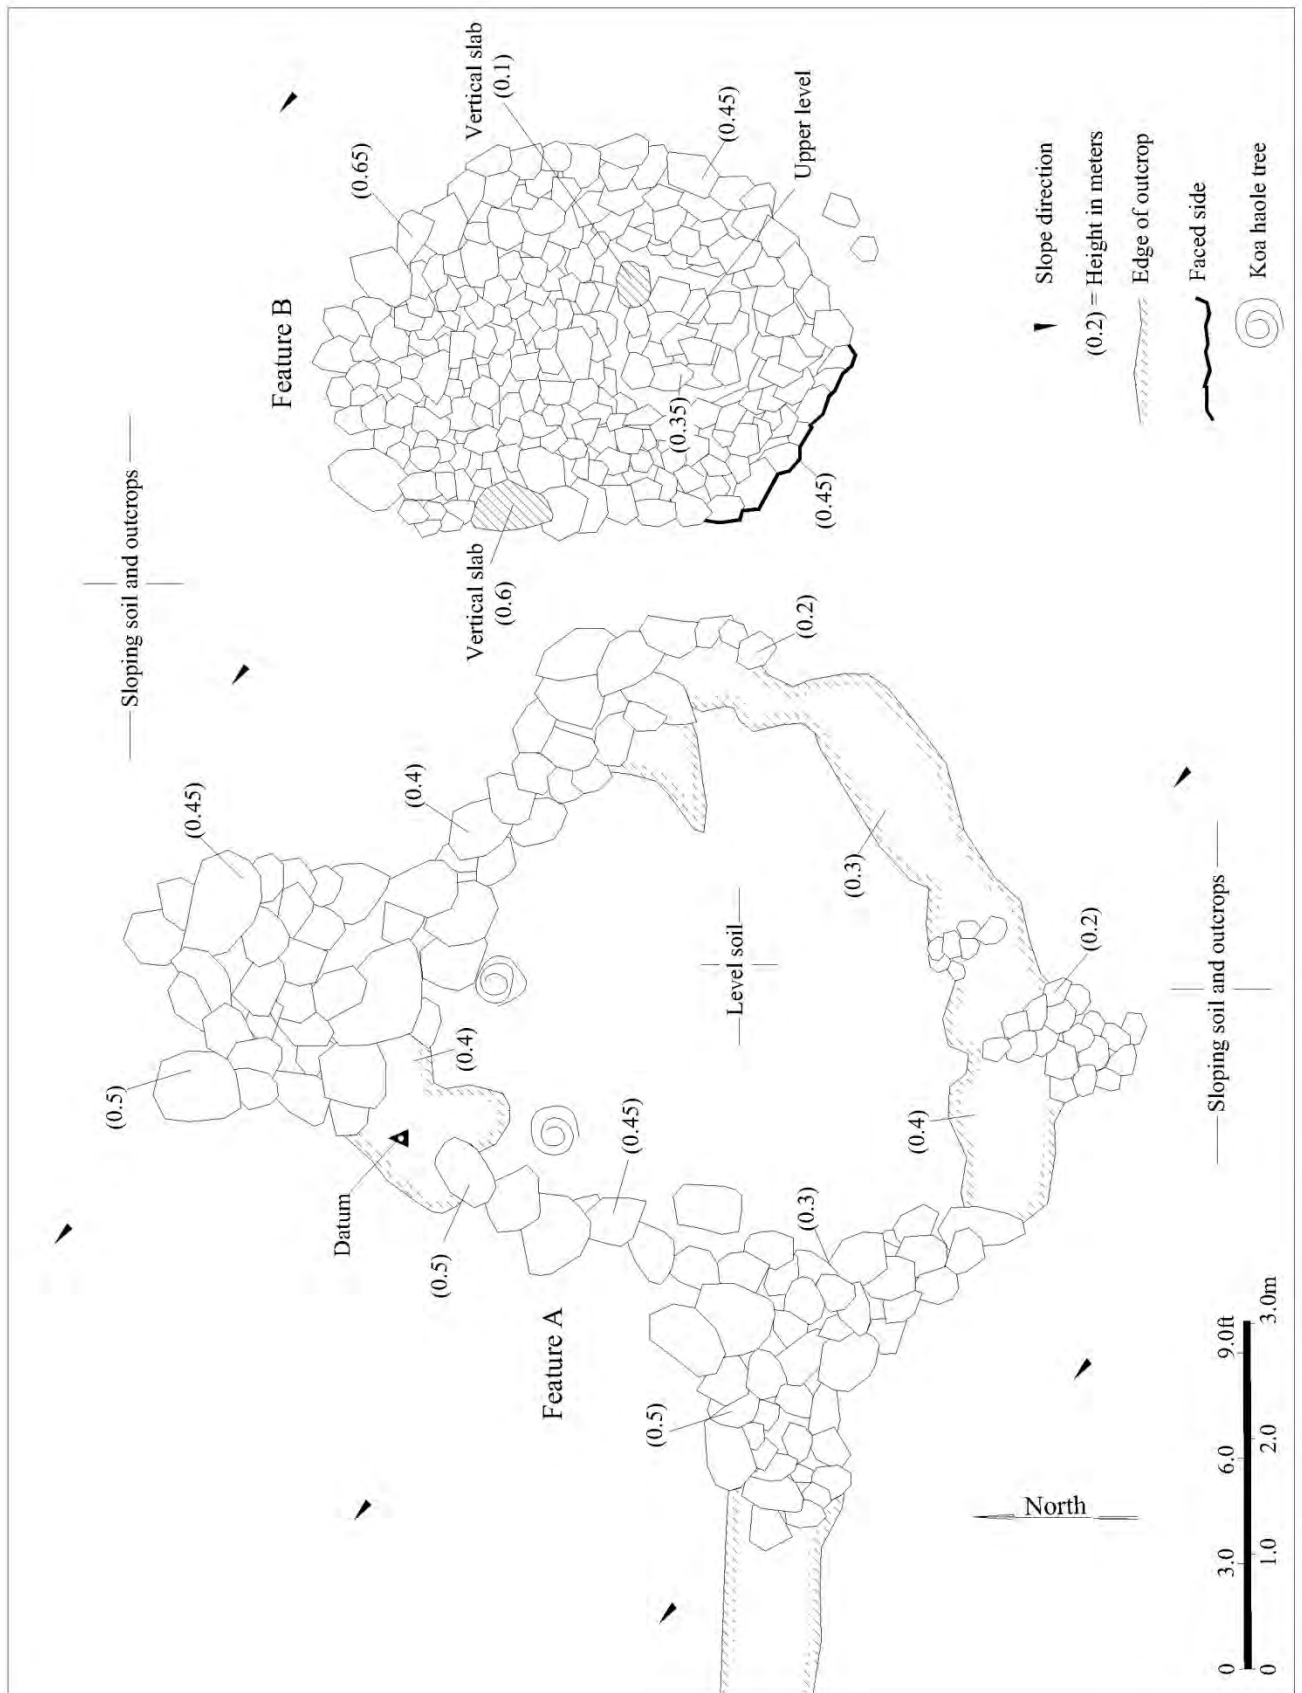 (0.5)
Sloping soil and outcrops
(0.45)
Feature B
Datum
(0.65)
(0.4)
(0.5)
(0.4)
Vertical slab
(0.6)
Vertical slab
(0.1)
Feature A
(0.45)
(0.5)
(0.35)
(0.45)
Level soil
(0.3)
(0.2)
Upper level
(0.45)
(0.3)
(0.4)
(0.2)
North
Sloping soil and outcrops
0 3.0 6.0 9.0ft
0 1.0 2.0 3.0m
Slope direction
(0.2) = Height in meters
Edge of outcrop
Faced side
Koa haole tree